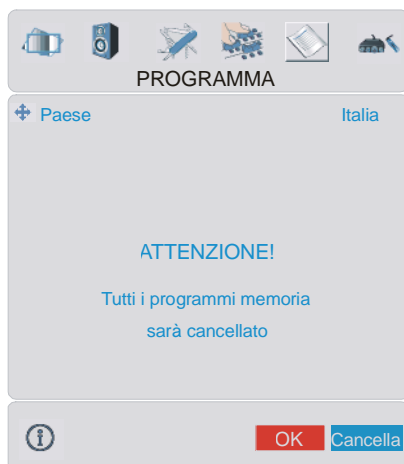 PROGRAMMA
Paese Italia
ATTENZIONE!
Tutti i programmi memoria
sarà cancellato
OK Cancella